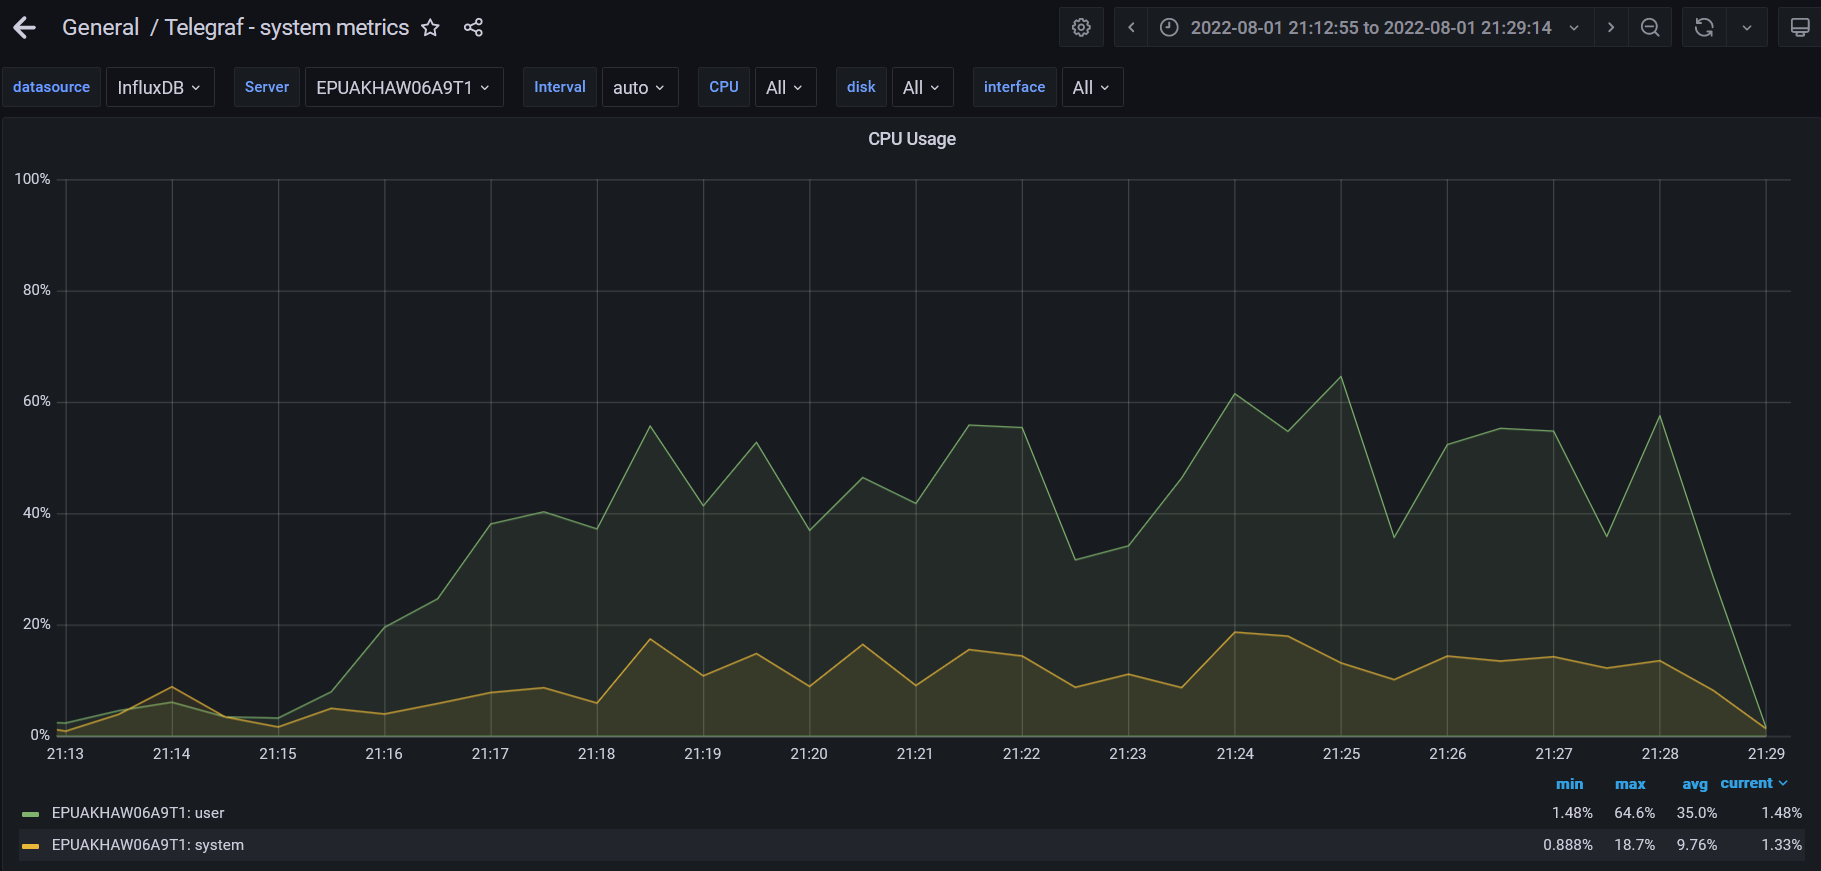 General / Telegraf - system metrics
2022-08-01 21:12:55 to 2022-08-01 21:29:14
datasource InfluxDB Server EPUAKHAW06A9T1 Interval auto CPU All disk All interface All
CPU Usage
100%
80%
60%
40%
20%
0%
21:13 21:14 21:15 21:16 21:17 21:18 21:19 21:20 21:21 21:22 21:23 21:24 21:25 21:26 21:27 21:28 21:29
min max avg current
EPUAKHAW06A9T1: user 1.48% 64.6% 35.0% 1.48%
EPUAKHAW06A9T1: system 0.888% 18.7% 9.76% 1.33%